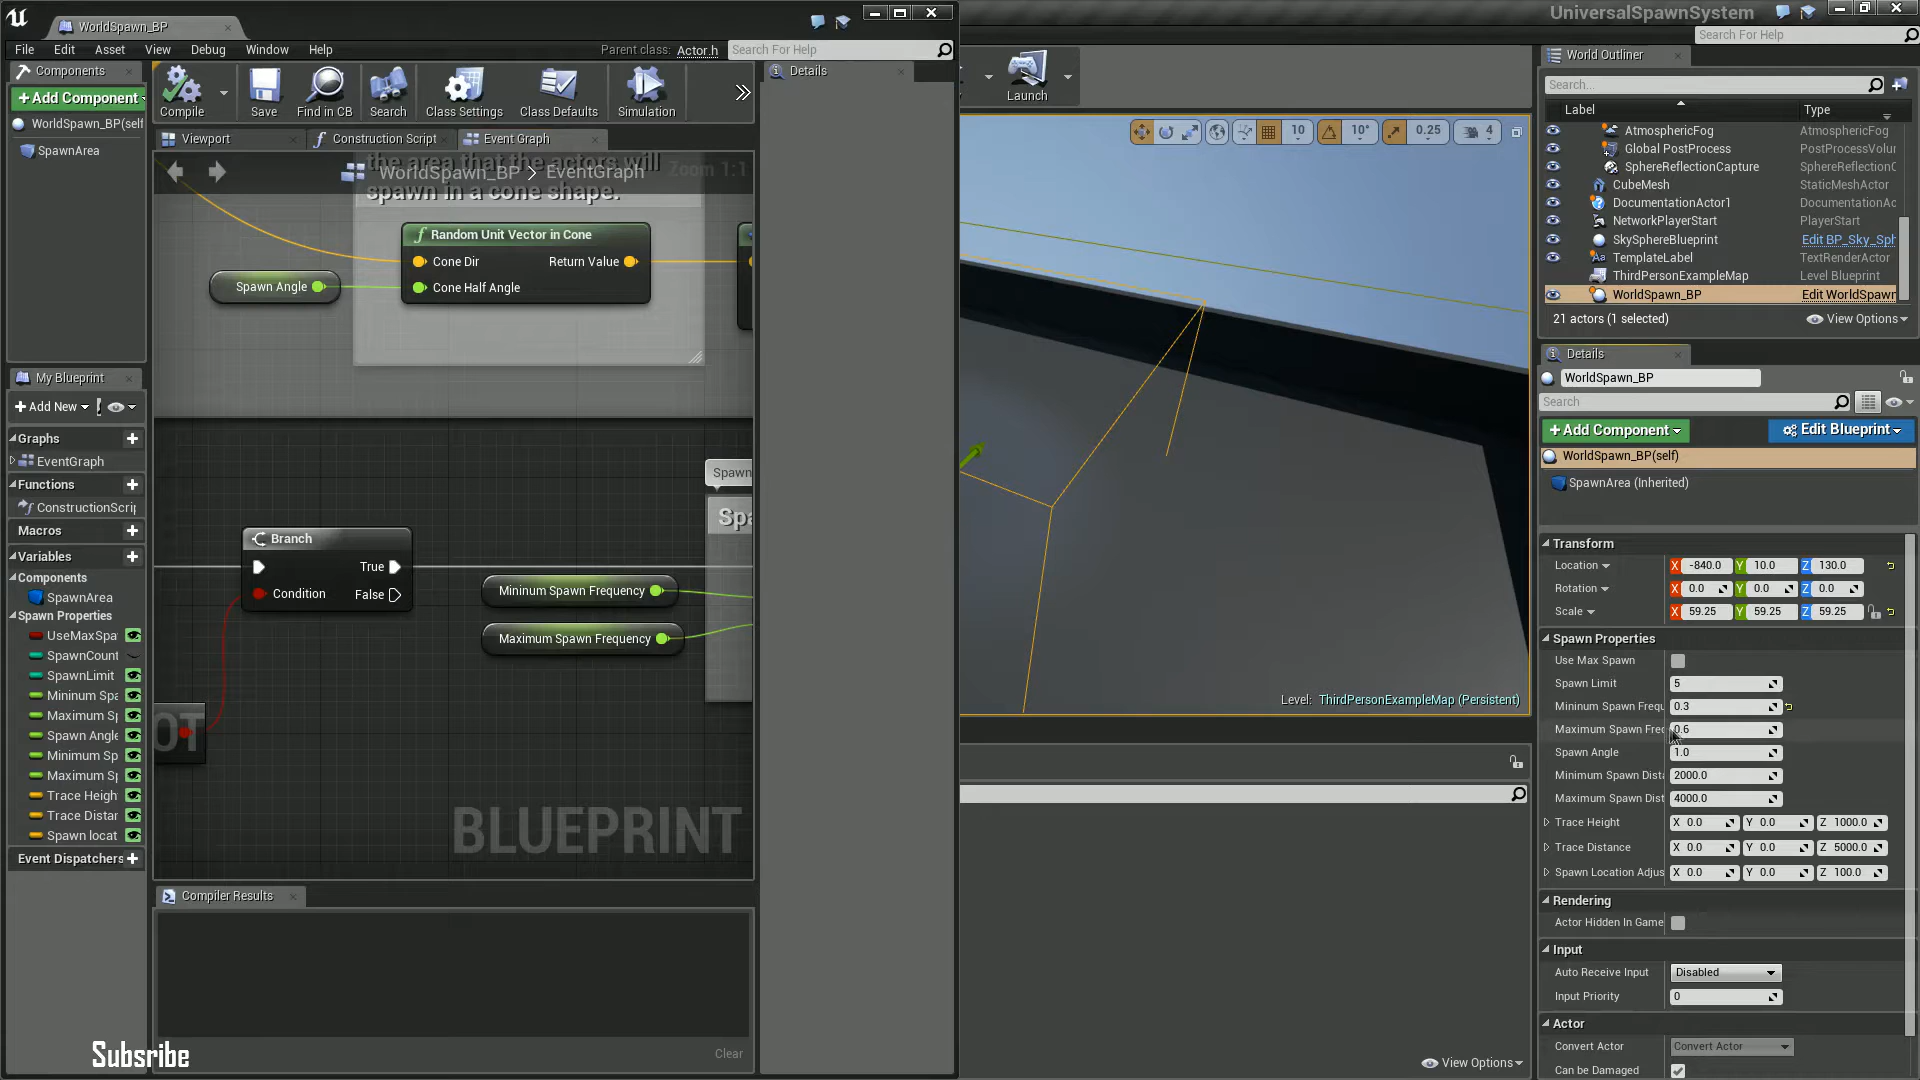 WorldSpawn_BP
File Edit Asset View Debug Window Help
Parent class: Actor.h
Search For Help
UniversalSpawnSystem
Search For Help
Components
+Add Component
WorldSpawn_BP(self
SpawnArea
Compile
Save
Find in CB
Search
Class Settings
Class Defaults
Simulation
Details
Viewport
Construction Script
Event Graph
the area that the actors will
spawn in a cone shape.
WorldSpawn_BP > EventGraph
Zoom 1:1
Random Unit Vector in Cone
Cone Dir
Return Value
Cone Half Angle
Spawn Angle
Branch
True
Condition
False
Mininum Spawn Frequency
Maximum Spawn Frequency
Spawn
Spa
OT
BLUEPRINT
My Blueprint
+Add New
Graphs
EventGraph
Functions
ConstructionScrip
Macros
Variables
Components
SpawnArea
Spawn Properties
UseMaxSpa
SpawnCount
SpawnLimit
Mininum Spa
Maximum Sp
Spawn Angle
Minimum Sp
Maximum Sp
Trace Heigh
Trace Distar
Spawn locat
Event Dispatchers
Compiler Results
Clear
Subsribe
Launch
10
10°
0.25
4
Level: ThirdPersonExampleMap (Persistent)
View Options
World Outliner
Search...
Label
Type
AtmosphericFog AtmosphericFog
Global PostProcess PostProcessVolur
SphereReflectionCapture SphereReflectionC
CubeMesh StaticMeshActor
DocumentationActor1 DocumentationAc
NetworkPlayerStart PlayerStart
SkySphereBlueprint Edit BP_Sky_Sph
TemplateLabel TextRenderActor
ThirdPersonExampleMap Level Blueprint
WorldSpawn_BP Edit WorldSpawn
21 actors (1 selected)
View Options
Details
WorldSpawn_BP
Search
+Add Component
Edit Blueprint
WorldSpawn_BP(self)
SpawnArea (Inherited)
Transform
Location X -840.0 Y 10.0 Z 130.0
Rotation X 0.0 Y 0.0 Z 0.0
Scale X 59.25 Y 59.25 Z 59.25
Spawn Properties
Use Max Spawn
Spawn Limit 5
Mininum Spawn Frequ 0.3
Maximum Spawn Frec 0.6
Spawn Angle 1.0
Minimum Spawn Dista 2000.0
Maximum Spawn Dist 4000.0
Trace Height X 0.0 Y 0.0 Z 1000.0
Trace Distance X 0.0 Y 0.0 Z 5000.0
Spawn Location Adjus X 0.0 Y 0.0 Z 100.0
Rendering
Actor Hidden In Game
Input
Auto Receive Input Disabled
Input Priority 0
Actor
Convert Actor Convert Actor
Can be Damaged